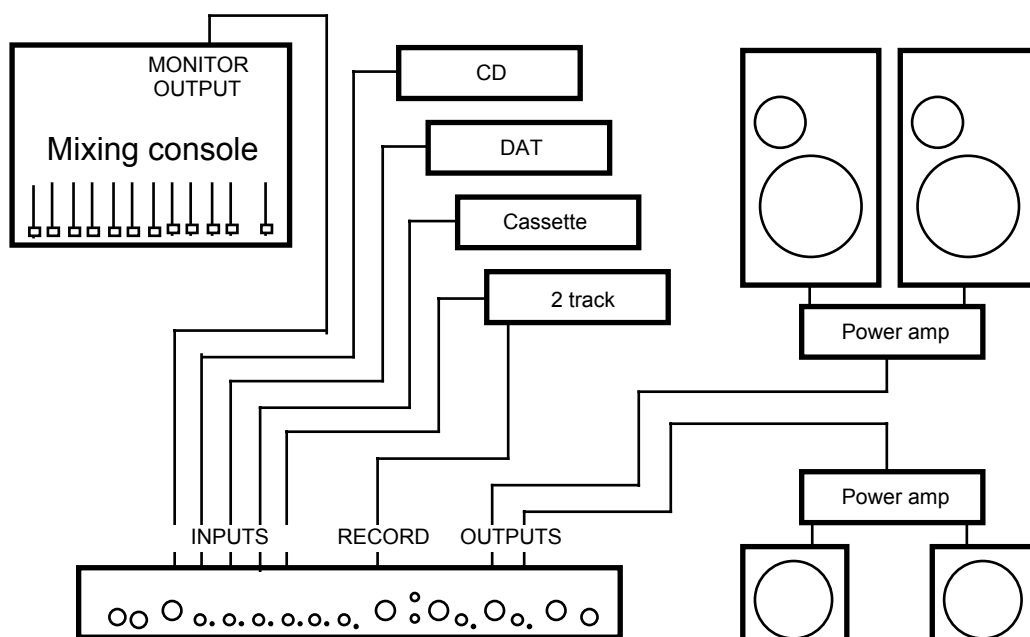 MONITOR
OUTPUT
Mixing console
CD
DAT
Cassette
2 track
Power amp
Power amp
INPUTS
RECORD
OUTPUTS